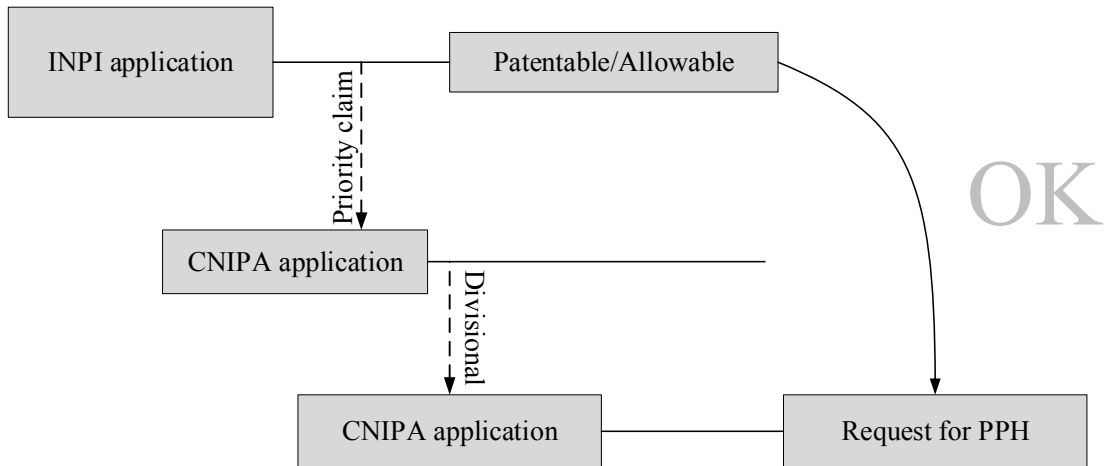 INPI application
Patentable/Allowable
Priority claim
OK
CNIPA application
Divisional
CNIPA application
Request for PPH